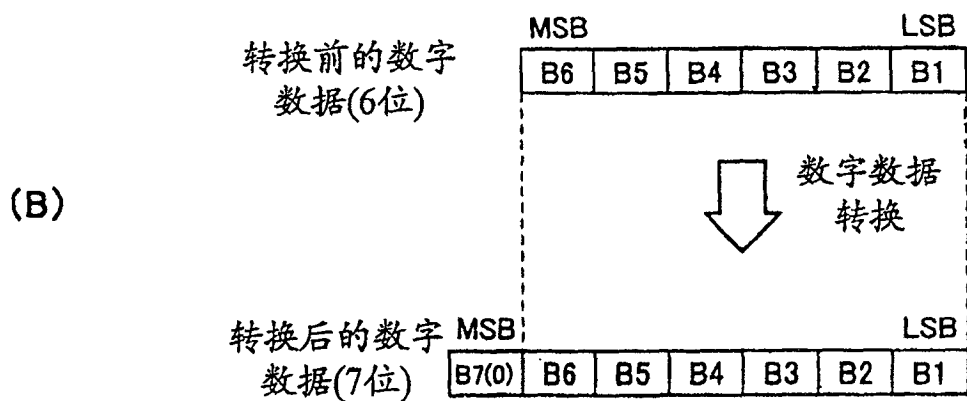 MSB LSB
转换前的数字
数据(6位)
B6 B5 B4 B3 B2 B1
(B)
数字数据
转换
转换后的数字
数据(7位)
MSB LSB
B7(0) B6 B5 B4 B3 B2 B1